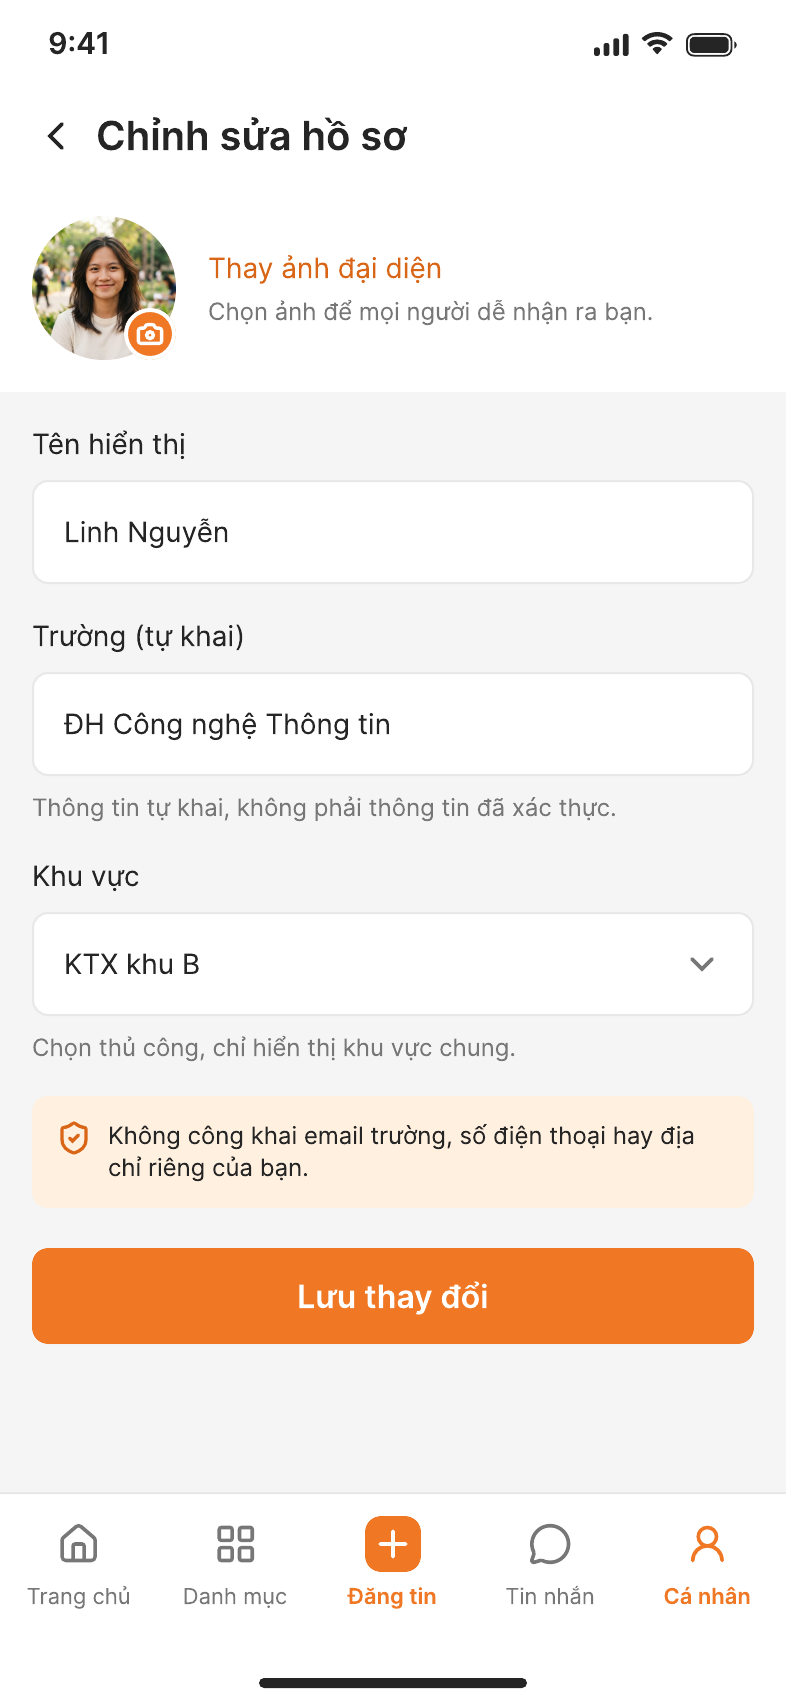 9:41
Chỉnh sửa hồ sơ
Thay ảnh đại diện
Chọn ảnh để mọi người dễ nhận ra bạn.
Tên hiển thị
Linh Nguyễn
Trường (tự khai)
ĐH Công nghệ Thông tin
Thông tin tự khai, không phải thông tin đã xác thực.
Khu vực
KTX khu B
Chọn thủ công, chỉ hiển thị khu vực chung.
Không công khai email trường, số điện thoại hay địa
chỉ riêng của bạn.
Lưu thay đổi
Trang chủ
Danh mục
Đăng tin
Tin nhắn
Cá nhân